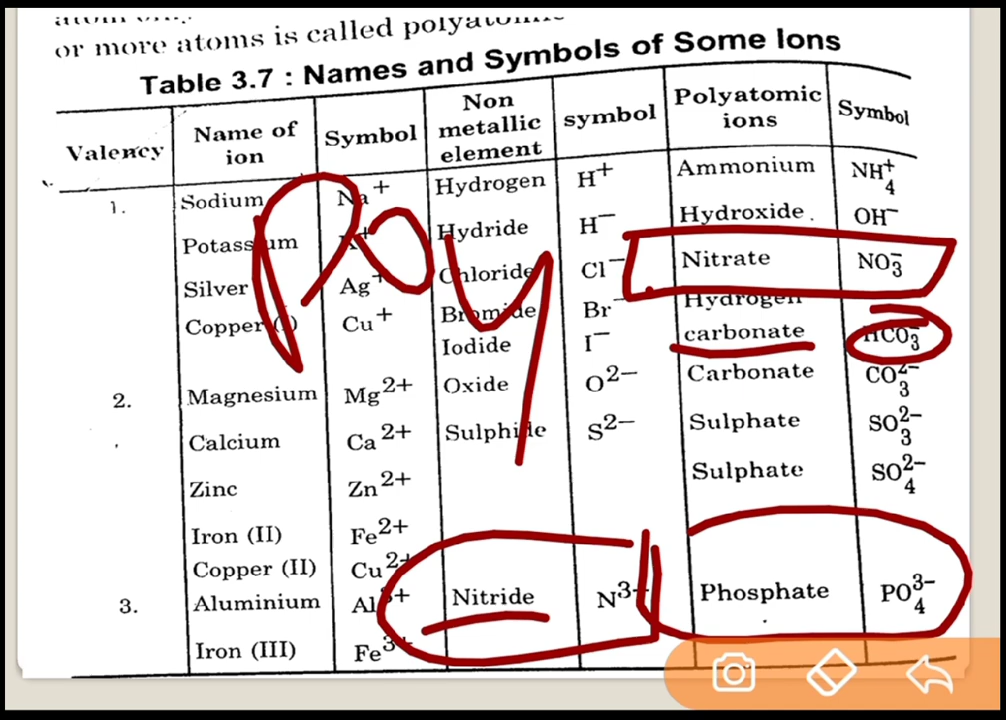 or more atoms is called
Table 3.7 : Names and Symbols of Some Ions
Valency | Name of ion | Symbol | Non metallic element | symbol | Polyatomic ions | Symbol
1. | Sodium | Na+ | Hydrogen | H+ | Ammonium | NH4+
Potassium | K+ | Hydride | H− | Hydroxide. | OH−
Silver | Ag+ | Chloride | Cl− | Nitrate | NO3−
Copper (I) | Cu+ | Bromide | Br− | Hydrogen
Iodide | I− | carbonate | HCO3−
2. | Magnesium | Mg2+ | Oxide | O2− | Carbonate | CO32−
Calcium | Ca2+ | Sulphide | S2− | Sulphate | SO32−
Zinc | Zn2+ | Sulphate | SO42−
Iron (II) | Fe2+
Copper (II) | Cu2+
3. | Aluminium | Al3+ | Nitride | N3− | Phosphate | PO43−
Iron (III) | Fe3+